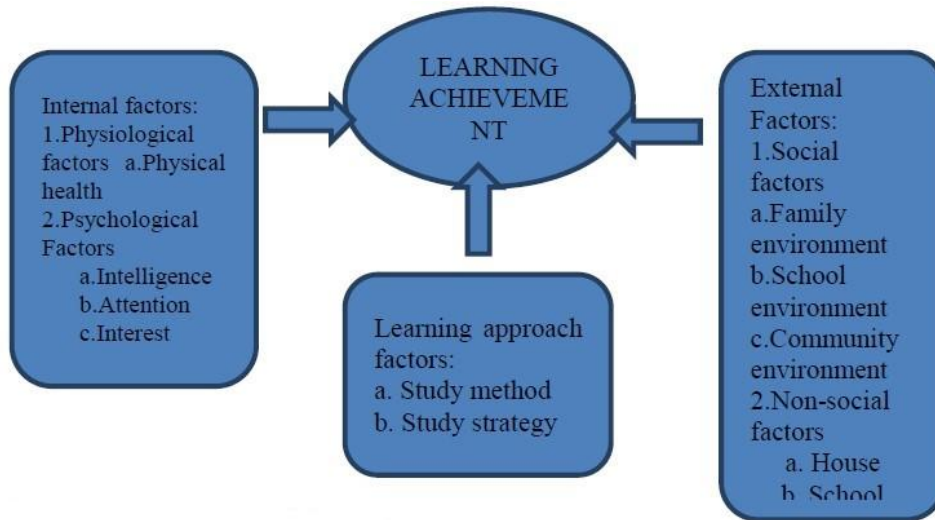 LEARNING
ACHIEVEME
NT
Internal factors:
1.Physiological
factors a.Physical
health
2.Psychological
Factors
a.Intelligence
b.Attention
c.Interest
Learning approach
factors:
a. Study method
b. Study strategy
External
Factors:
1.Social
factors
a.Family
environment
b.School
environment
c.Community
environment
2.Non-social
factors
a. House
b. School